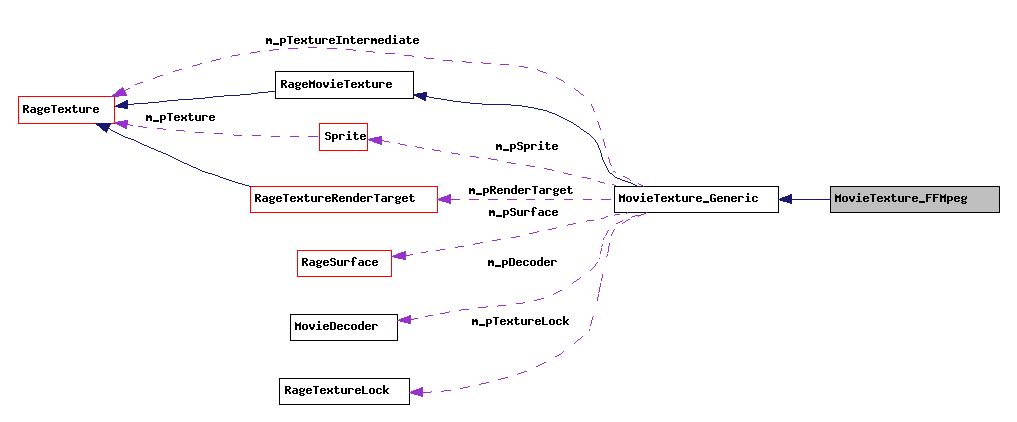 m_pTextureIntermediate
RageMovieTexture
RageTexture
m_pTexture
Sprite
m_pSprite
m_pRenderTarget
RageTextureRenderTarget
MovieTexture_Generic
MovieTexture_FFMpeg
m_pSurface
RageSurface
m_pDecoder
MovieDecoder
m_pTextureLock
RageTextureLock